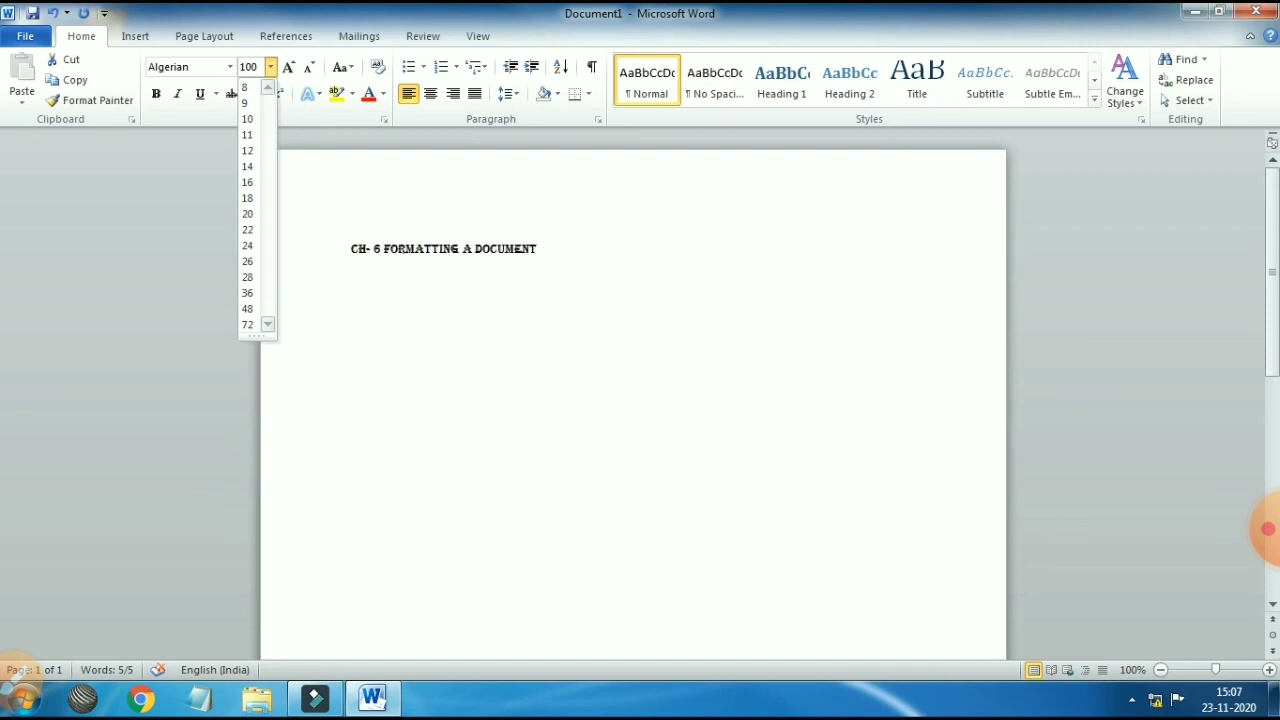 Document1 - Microsoft Word
File Home Insert Page Layout References Mailings Review View
Paste
Cut
Copy
Format Painter
Clipboard
Algerian 100
8
9
10
11
12
14
16
18
20
22
24
26
28
36
48
72
Paragraph
AaBbCcDc AaBbCcDc AaBbC AaBbCc AaB AaBbCc. AaBbCcDc
¶ Normal ¶ No Spaci... Heading 1 Heading 2 Title Subtitle Subtle Em...
Change
Styles
Styles
Find
Replace
Select
Editing
CH- 6 FORMATTING A DOCUMENT
Page: 1 of 1 Words: 5/5 English (India) 100%
15:07
23-11-2020